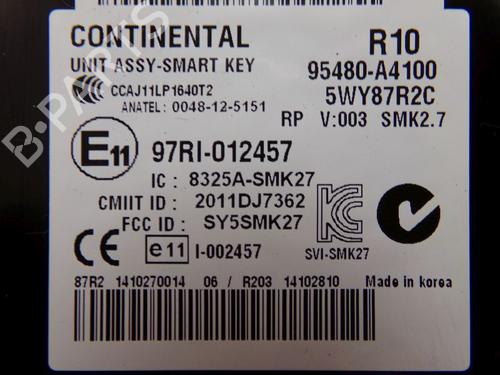 CONTINENTAL R10
UNIT ASSY-SMART KEY 95480-A4100
CCAJ11LP1640T2 5WY87R2C
ANATEL : 0048-12-5151
RP V:003 SMK2.7
E11 97RI-012457
IC : 8325A-SMK27
CMIIT ID : 2011DJ7362
FCC ID : SY5SMK27
CE e11 I-002457 SVI-SMK27
87R2 1410270014 06 / R203 14102810 Made in korea
B-PARTS